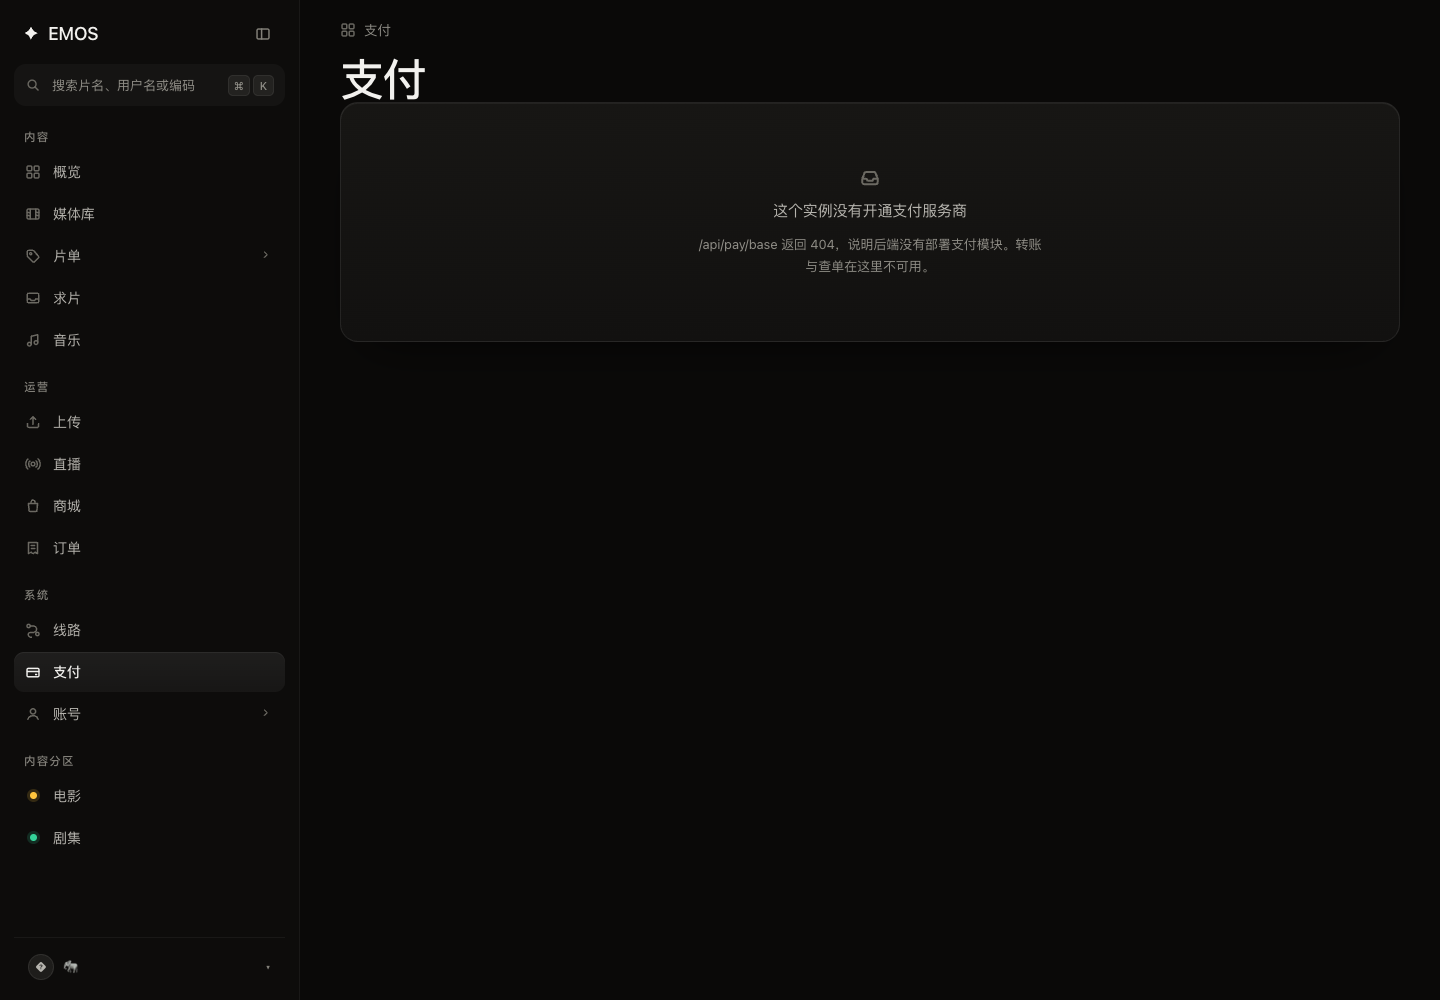 EMOS
搜索片名、用户名或编码 ⌘ K
内容
概览
媒体库
片单
求片
音乐
运营
上传
直播
商城
订单
系统
线路
支付
账号
内容分区
电影
剧集
支付
支付
这个实例没有开通支付服务商
/api/pay/base 返回 404，说明后端没有部署支付模块。转账
与查单在这里不可用。